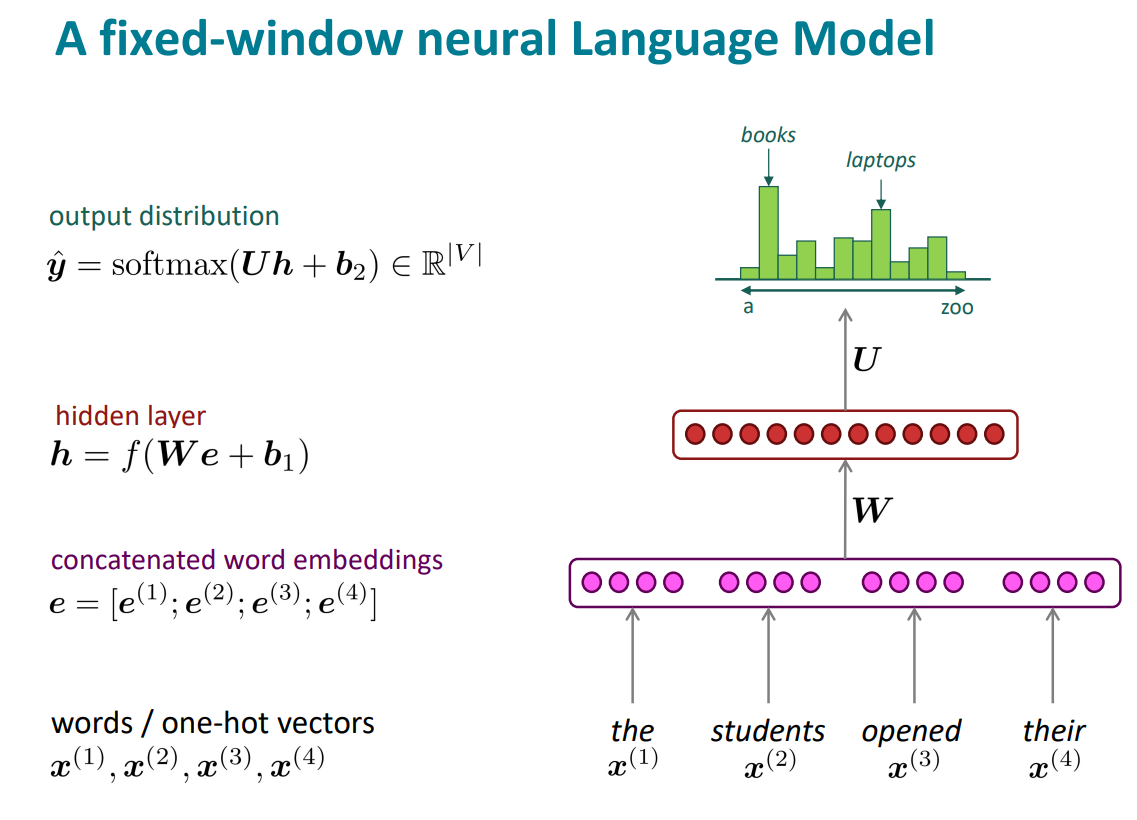 A fixed-window neural Language Model
books
laptops
output distribution
ŷ = softmax(Uh + b₂) ∈ ℝ^|V|
a
zoo
U
hidden layer
h = f(We + b₁)
W
concatenated word embeddings
e = [e⁽¹⁾; e⁽²⁾; e⁽³⁾; e⁽⁴⁾]
words / one-hot vectors
x⁽¹⁾, x⁽²⁾, x⁽³⁾, x⁽⁴⁾
the students opened their
x⁽¹⁾ x⁽²⁾ x⁽³⁾ x⁽⁴⁾